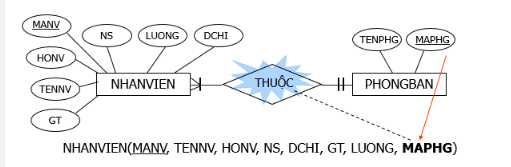 MANV
NS
LUONG
DCHI
TENPHG
MAPHG
HONV
TENNV
GT
NHANVIEN
THUỘC
PHONGBAN
NHANVIEN(MANV, TENNV, HONV, NS, DCHI, GT, LUONG, MAPHG)